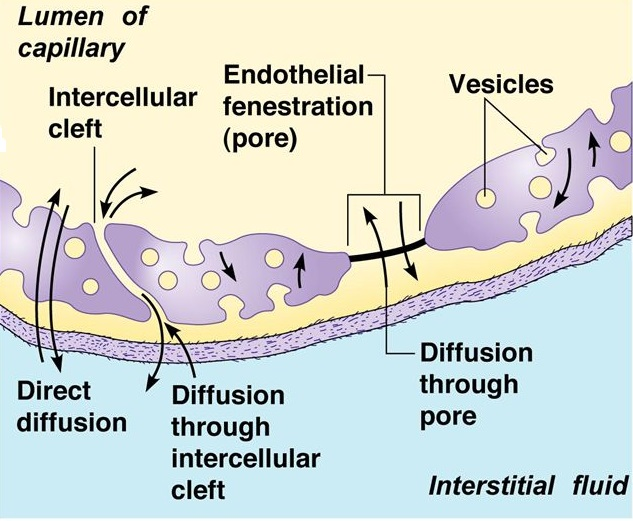 Lumen of
capillary
Intercellular
cleft
Endothelial
fenestration
(pore)
Vesicles
Direct
diffusion
Diffusion
through
intercellular
cleft
Diffusion
through
pore
Interstitial fluid